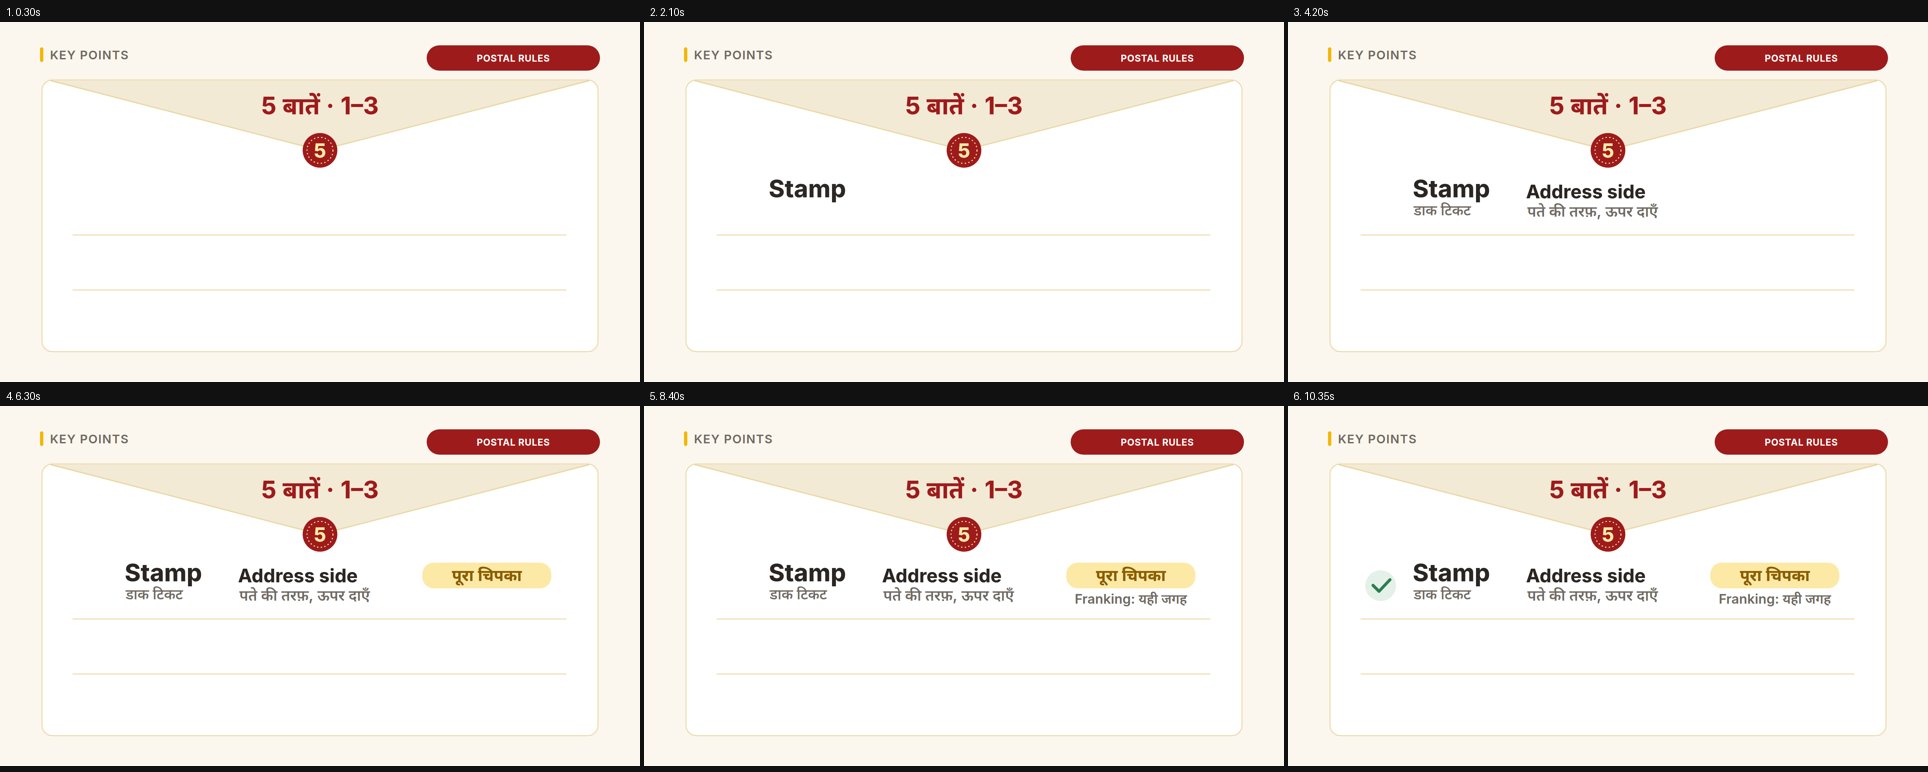 1. 0.30s
KEY POINTS
POSTAL RULES
5 बातें · 1–3
5
2. 2.10s
KEY POINTS
POSTAL RULES
5 बातें · 1–3
5
Stamp
3. 4.20s
KEY POINTS
POSTAL RULES
5 बातें · 1–3
5
Stamp
डाक टिकट
Address side
पते की तरफ़, ऊपर दाएँ
4. 6.30s
KEY POINTS
POSTAL RULES
5 बातें · 1–3
5
Stamp
डाक टिकट
Address side
पते की तरफ़, ऊपर दाएँ
पूरा चिपका
5. 8.40s
KEY POINTS
POSTAL RULES
5 बातें · 1–3
5
Stamp
डाक टिकट
Address side
पते की तरफ़, ऊपर दाएँ
पूरा चिपका
Franking: यही जगह
6. 10.35s
KEY POINTS
POSTAL RULES
5 बातें · 1–3
5
Stamp
डाक टिकट
Address side
पते की तरफ़, ऊपर दाएँ
पूरा चिपका
Franking: यही जगह